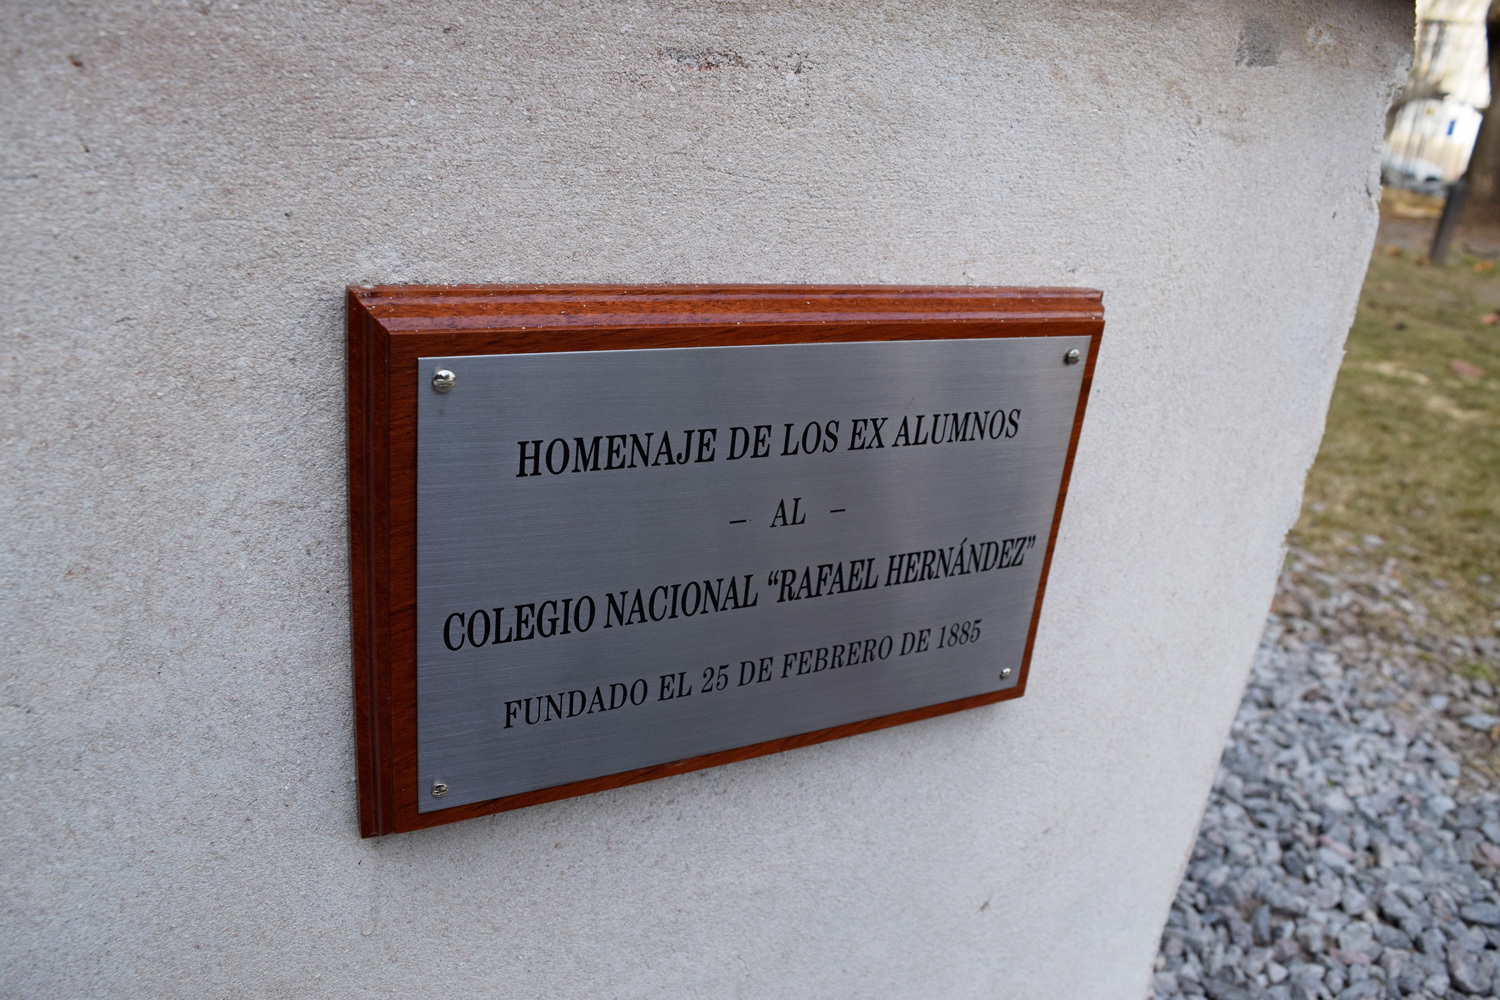 HOMENAJE DE LOS EX ALUMNOS
– AL –
COLEGIO NACIONAL “RAFAEL HERNÁNDEZ”
FUNDADO EL 25 DE FEBRERO DE 1885